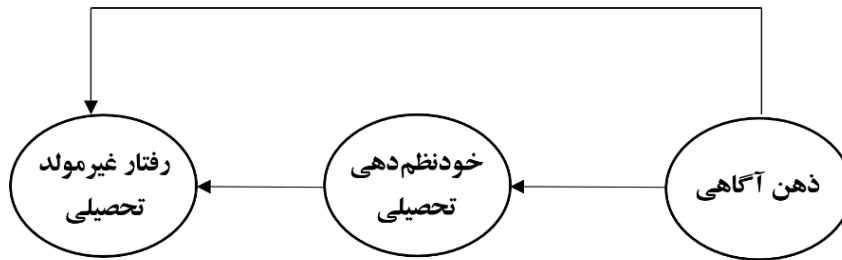 ذهن آگاهی
خودنظم‌دهی
تحصیلی
رفتار غیرمولد
تحصیلی